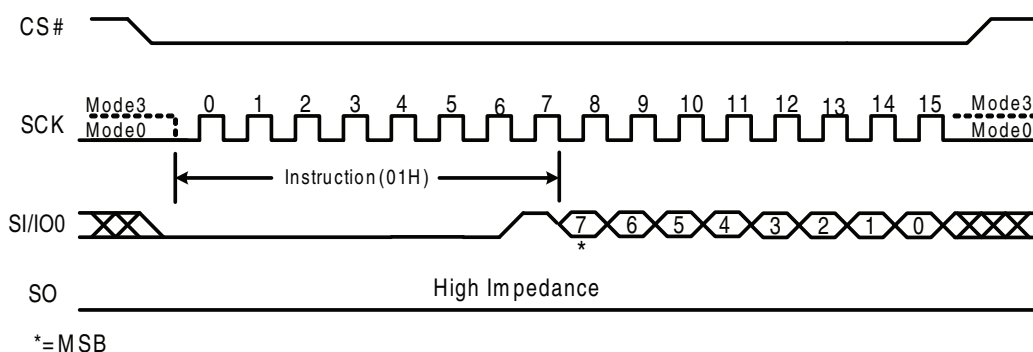 CS#
0 1 2 3 4 5 6 7 8 9 10 11 12 13 14 15
Mode3 Mode3
SCK
Mode0 Mode0
Instruction(01H)
SI/IO0 7 6 5 4 3 2 1 0
*
High Impedance
SO
*=MSB